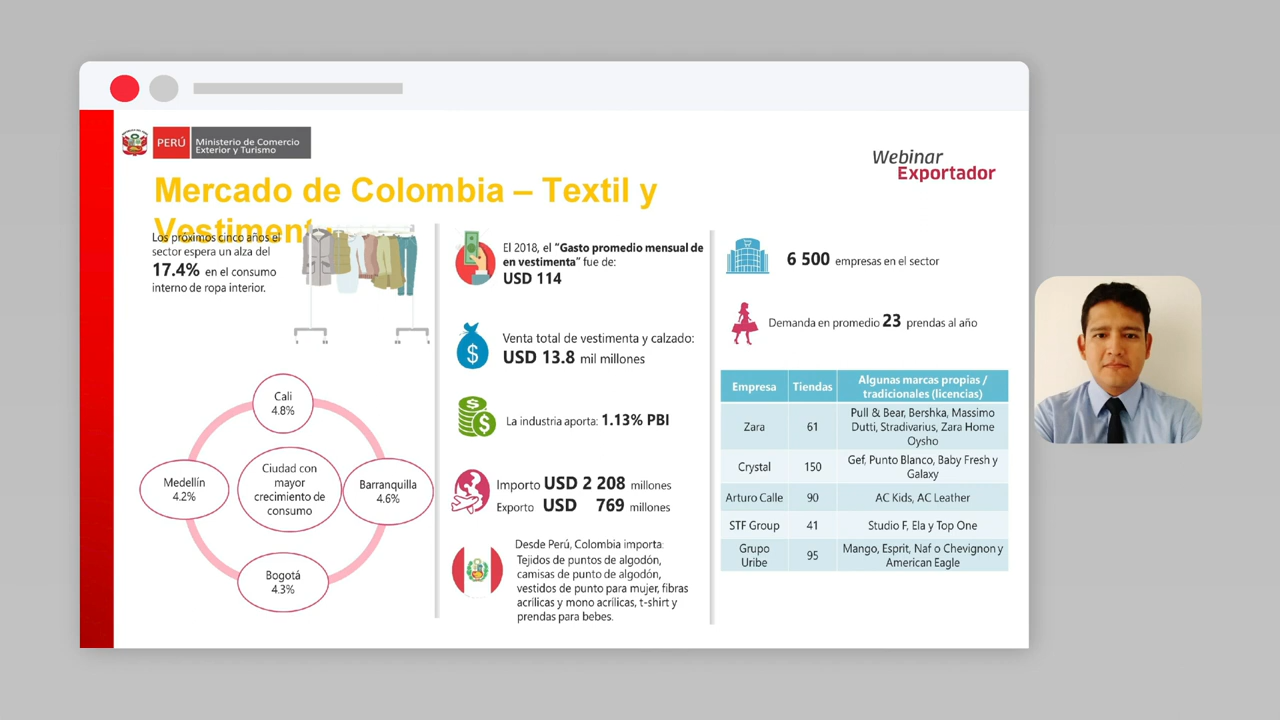 PERÚ
Ministerio de Comercio
Exterior y Turismo
Webinar
Exportador
Mercado de Colombia – Textil y
Los próximos cinco años el
sector espera un alza del
17.4% en el consumo
interno de ropa interior.
Cali
4.8%
Medellín
4.2%
Ciudad con
mayor
crecimiento de
consumo
Barranquilla
4.6%
Bogotá
4.3%
El 2018, el “Gasto promedio mensual de
en vestimenta” fue de:
USD 114
Venta total de vestimenta y calzado:
USD 13.8 mil millones
La industria aporta: 1.13% PBI
Importo USD 2 208 millones
Exporto USD 769 millones
Desde Perú, Colombia importa:
Tejidos de puntos de algodón,
camisas de punto de algodón,
vestidos de punto para mujer, fibras
acrílicas y mono acrílicas, t-shirt y
prendas para bebes.
6 500 empresas en el sector
Demanda en promedio 23 prendas al año
Empresa Tiendas Algunas marcas propias /
tradicionales (licencias)
Zara 61 Pull & Bear, Bershka, Massimo
Dutti, Stradivarius, Zara Home
Oysho
Crystal 150 Gef, Punto Blanco, Baby Fresh y
Galaxy
Arturo Calle 90 AC Kids, AC Leather
STF Group 41 Studio F, Ela y Top One
Grupo
Uribe 95 Mango, Esprit, Naf o Chevignon y
American Eagle